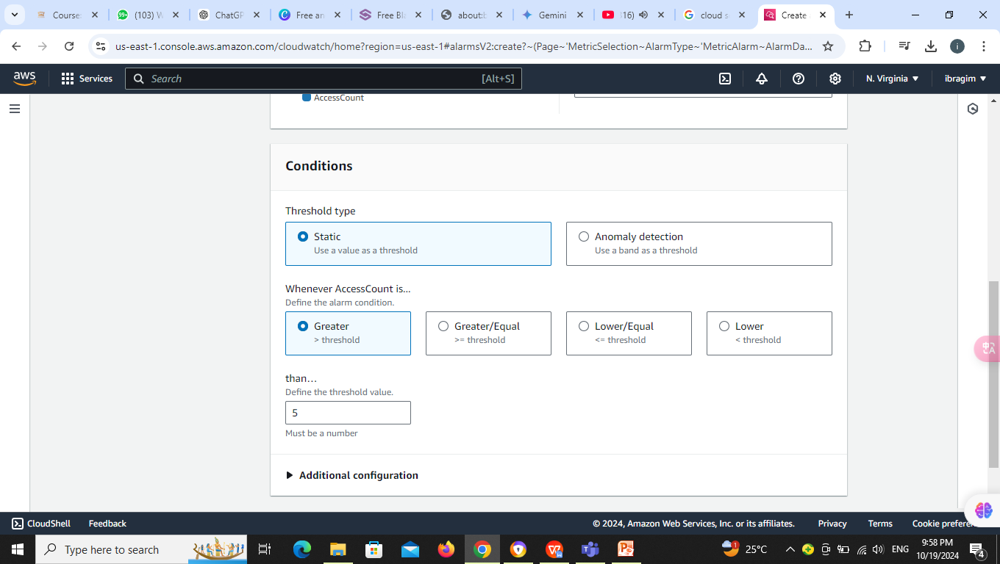 Course
(103) W
ChatGP
Free an
Free Bla
about:b
Gemini
316)
cloud s
Create
us-east-1.console.aws.amazon.com/cloudwatch/home?region=us-east-1#alarmsV2:create?~(Page~'MetricSelection~AlarmType~'MetricAlarm~AlarmDa...
aws
Services
Search
[Alt+S]
N. Virginia
ibragim
AccessCount
Conditions
Threshold type
Static
Use a value as a threshold
Anomaly detection
Use a band as a threshold
Whenever AccessCount is...
Define the alarm condition.
Greater
> threshold
Greater/Equal
>= threshold
Lower/Equal
<= threshold
Lower
< threshold
than…
Define the threshold value.
5
Must be a number
Additional configuration
CloudShell
Feedback
© 2024, Amazon Web Services, Inc. or its affiliates.
Privacy
Terms
Cookie prefere
Type here to search
25°C
ENG
9:58 PM
10/19/2024
4